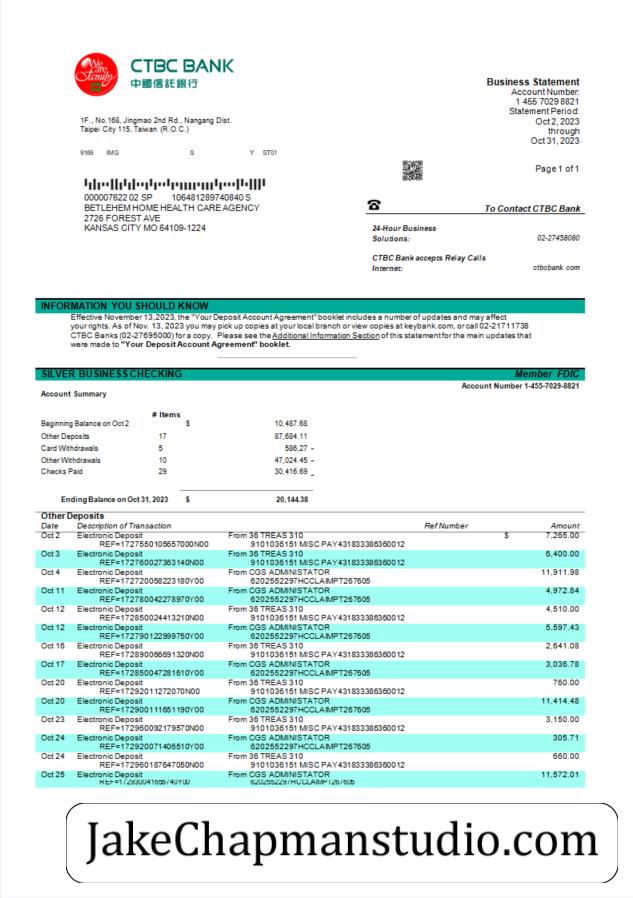 We are Family
CTBC BANK
中國信託銀行
Business Statement
Account Number:
1 455 7029 8821
Statement Period:
Oct 2, 2023
through
Oct 31, 2023
Page 1 of 1
1F., No.168, Jingmao 2nd Rd., Nangang Dist.
Taipei City 115, Taiwan (R.O.C.)
9169 IMG S Y ST01
000007622 02 SP 106481289740840 S
BETLEHEM HOME HEALTH CARE AGENCY
2726 FOREST AVE
KANSAS CITY MO 64109-1224
To Contact CTBC Bank
24-Hour Business
Solutions: 02-27458080
CTBC Bank accepts Relay Calls
Internet: ctbcbank.com
INFORMATION YOU SHOULD KNOW
Effective November 13,2023, the "Your Deposit Account Agreement" booklet includes a number of updates and may affect
your rights. As of Nov. 13, 2023 you may pick up copies at your local branch or view copies at keybank.com, or call 02-21711738
CTBC Banks (02-27695000) for a copy. Please see the Additional Information Section of this statement for the main updates that
were made to "Your Deposit Account Agreement" booklet.
SILVER BUSINESS CHECKING Member FDIC
Account Number 1-455-7029-8821
Account Summary
# Items
Beginning Balance on Oct 2 $ 10,487.68
Other Deposits 17 87,684.11
Card Withdrawals 5 586,27 –
Other Withdrawals 10 47,024.45 –
Checks Paid 29 30,416.69 _
Ending Balance on Oct 31, 2023 $ 20,144.38
Other Deposits
Date Description of Transaction Ref Number Amount
Oct 2 Electronic Deposit From 36 TREAS 310 $ 7,265.00
REF=1727550105657000N00 9101036151 MISC PAY431833386360012
Oct 3 Electronic Deposit From 36 TREAS 310 6,400.00
REF=172760027363140N00 9101036151 MISC PAY431833386360012
Oct 4 Electronic Deposit From CGS ADMINISTATOR 11,911.98
REF=172720058223180Y00 6202552297HCCLAIMPT267605
Oct 11 Electronic Deposit From CGS ADMINISTATOR 4,972.84
REF=172780042278970Y00 6202552297HCCLAIMPT267605
Oct 12 Electronic Deposit From 36 TREAS 310 4,510.00
REF=172850024413210N00 9101036151 MISC PAY431833386360012
Oct 12 Electronic Deposit From CGS ADMINISTATOR 5,597.43
REF=172790122999750Y00 6202552297HCCLAIMPT267605
Oct 16 Electronic Deposit From 36 TREAS 310 2,641.08
REF=172890066691320N00 9101036151 MISC PAY431833386360012
Oct 17 Electronic Deposit From CGS ADMINISTATOR 3,036.78
REF=172850047281610Y00 6202552297HCCLAIMPT267605
Oct 20 Electronic Deposit From 36 TREAS 310 760.00
REF=17292011272070N00 9101036151 MISC PAY431833386360012
Oct 20 Electronic Deposit From CGS ADMINISTATOR 11,414.48
REF=172900111651190Y00 6202552297HCCLAIMPT267605
Oct 23 Electronic Deposit From 36 TREAS 310 3,150.00
REF=172960092179570N00 9101036151 MISC PAY431833386360012
Oct 24 Electronic Deposit From CGS ADMINISTATOR 305.71
REF=172920071406510Y00 6202552297HCCLAIMPT267605
Oct 24 Electronic Deposit From 36 TREAS 310 660.00
REF=172960187647050N00 9101036151 MISC PAY431833386360012
Oct 25 Electronic Deposit From CGS ADMINISTATOR 11,572.01
REF=172930041655740Y00 6202552297HCCLAIMPT267605
JakeChapmanstudio.com